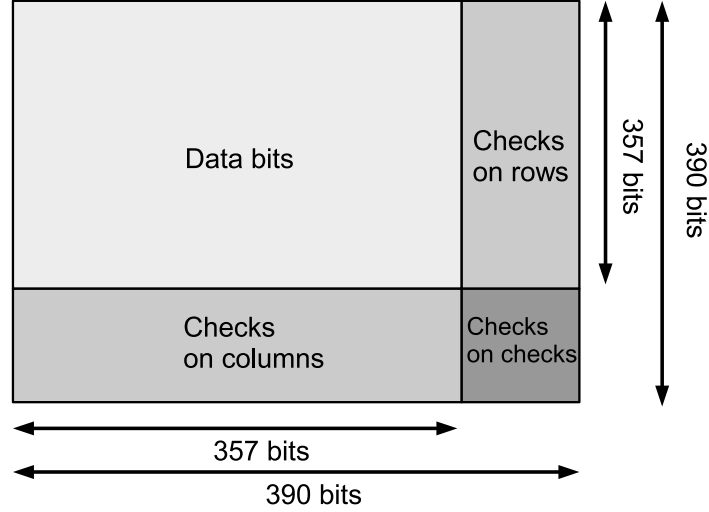 Data bits
Checks
on rows
357 bits
390 bits
Checks
on columns
Checks
on checks
357 bits
390 bits